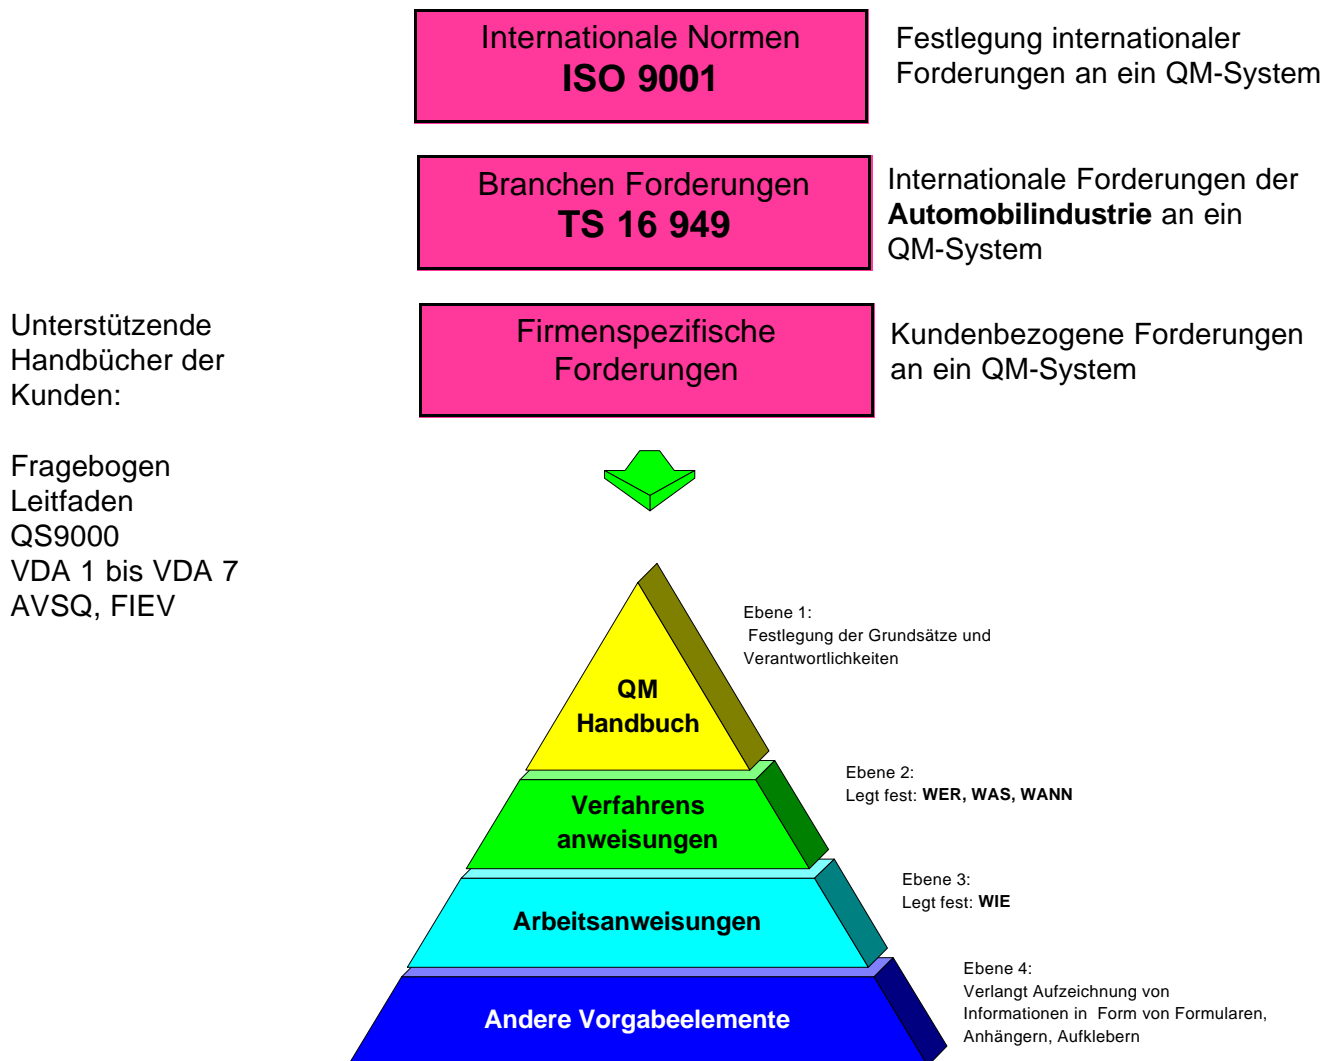 Internationale Normen
ISO 9001
Festlegung internationaler
Forderungen an ein QM-System
Branchen Forderungen
TS 16 949
Internationale Forderungen der
Automobilindustrie an ein
QM-System
Unterstützende
Handbücher der
Kunden:
Firmenspezifische
Forderungen
Kundenbezogene Forderungen
an ein QM-System
Fragebogen
Leitfaden
QS9000
VDA 1 bis VDA 7
AVSQ, FIEV
QM
Handbuch
Ebene 1:
Festlegung der Grundsätze und
Verantwortlichkeiten
Verfahrens
anweisungen
Ebene 2:
Legt fest: WER, WAS, WANN
Arbeitsanweisungen
Ebene 3:
Legt fest: WIE
Andere Vorgabeelemente
Ebene 4:
Verlangt Aufzeichnung von
Informationen in Form von Formularen,
Anhängern, Aufklebern